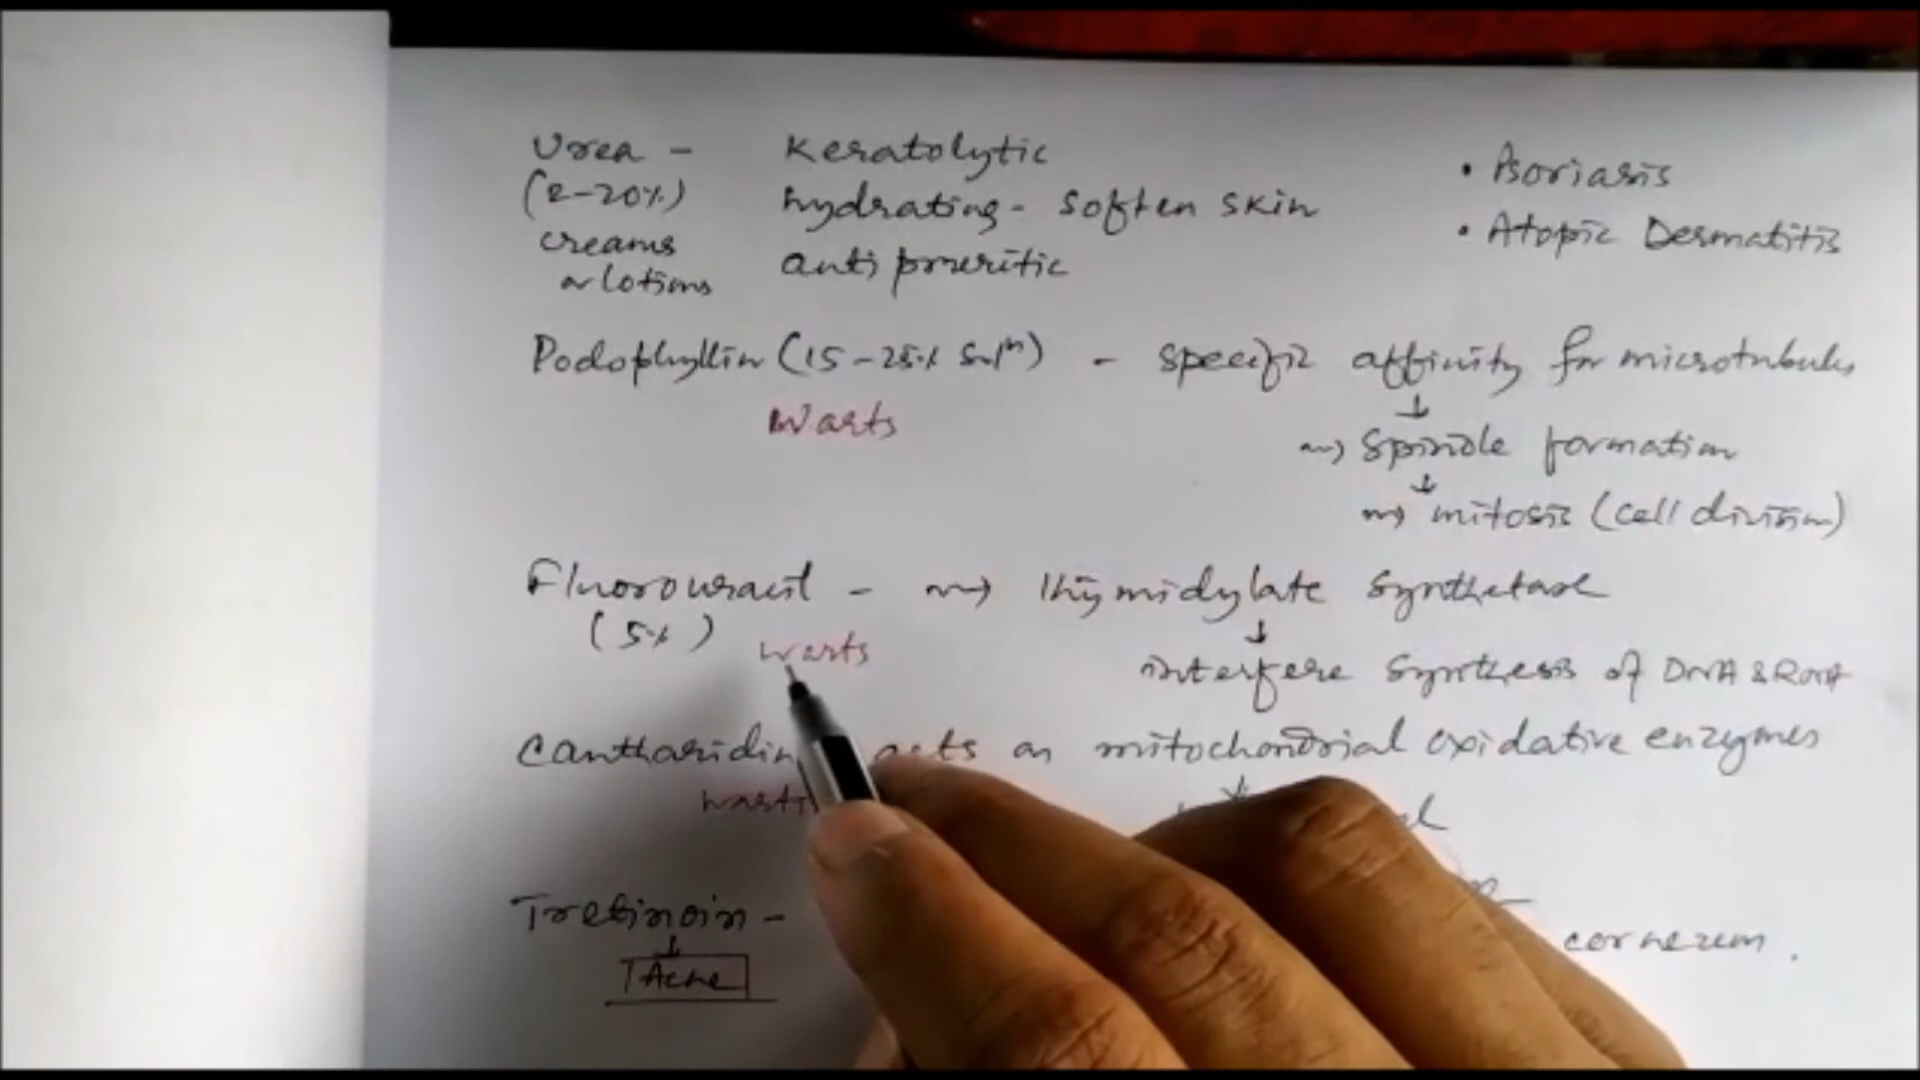 Urea - Keratolytic • Psoriasis
(2-20%) hydrating - soften skin • Atopic Dermatitis
creams antipruritic
or lotions
Podophyllin (15-25% Solⁿ) - specific affinity for microtubules
Warts ↓
⇝ Spindle formation
↓
⇝ mitosis (cell division)
Fluorouracil - ⇝ Thymidylate Synthetase
(5%) ↓
warts interfere synthesis of DNA & RNA
Cantharidin acts on mitochondrial oxidative enzymes
warts
Tretinoin - corneum.
↓
Acne